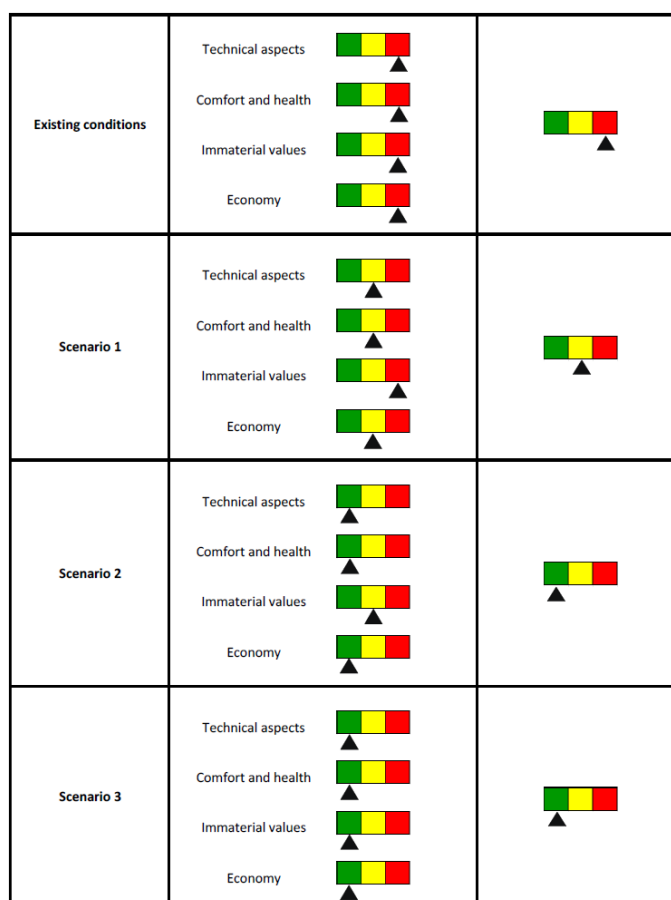 Technical aspects
Comfort and health
Existing conditions
Immaterial values
Economy
Technical aspects
Comfort and health
Scenario 1
Immaterial values
Economy
Technical aspects
Comfort and health
Scenario 2
Immaterial values
Economy
Technical aspects
Comfort and health
Scenario 3
Immaterial values
Economy